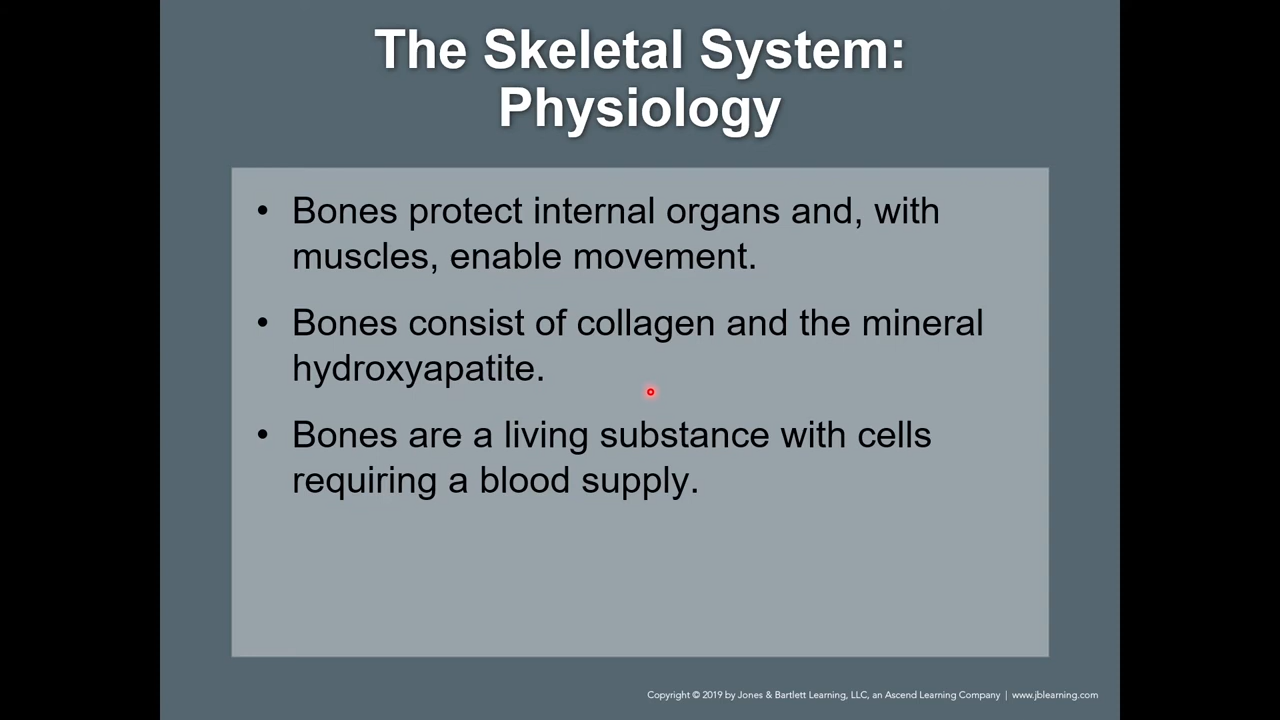 The Skeletal System:
Physiology
• Bones protect internal organs and, with
muscles, enable movement.
• Bones consist of collagen and the mineral
hydroxyapatite.
• Bones are a living substance with cells
requiring a blood supply.
Copyright © 2019 by Jones & Bartlett Learning, LLC, an Ascend Learning Company | www.jblearning.com